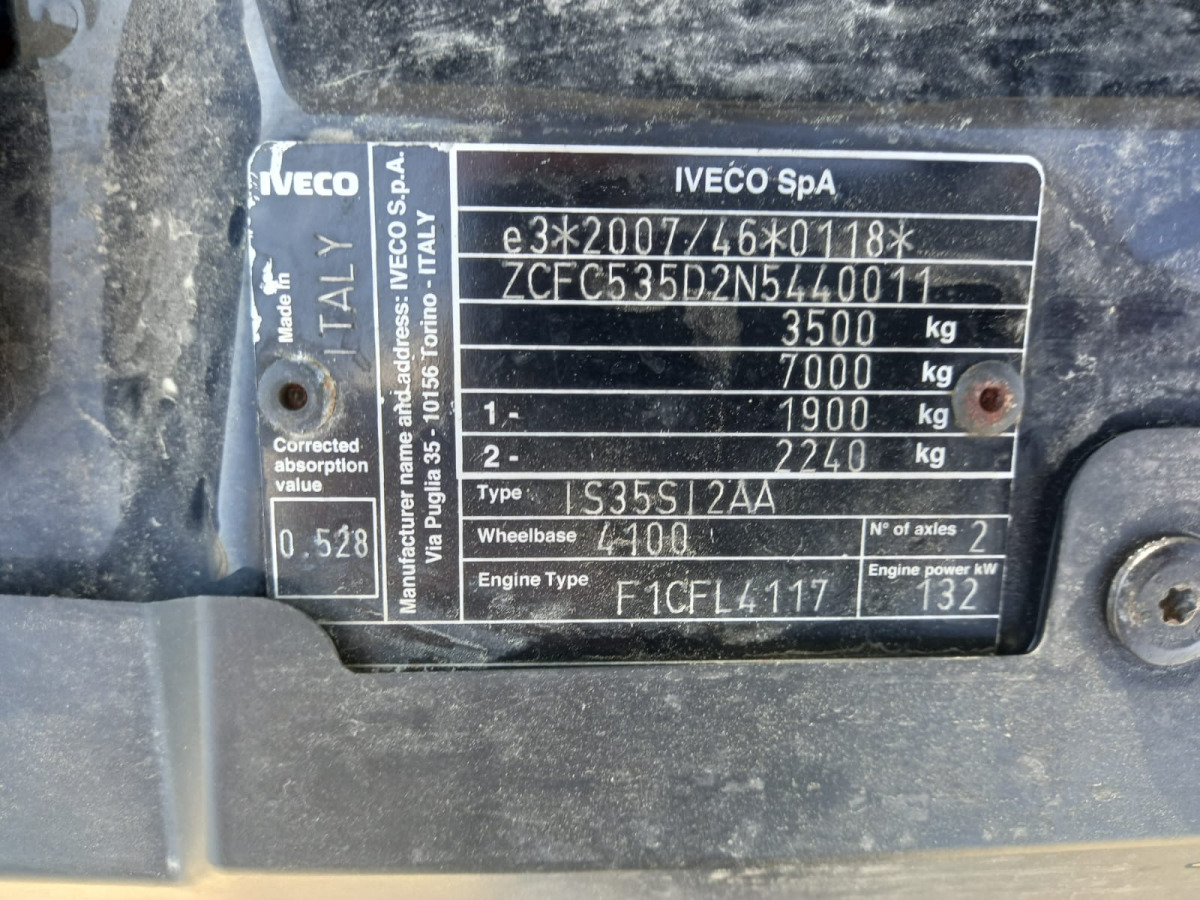 IVECO
Made in ITALY
Corrected
absorption
value
0.528
Manufacturer name and address: IVECO S.p.A.
Via Puglia 35 - 10156 Torino - ITALY
IVECO SpA
e3*2007/46*0118*
ZCFC535D2N5440011
3500 kg
7000 kg
1 - 1900 kg
2 - 2240 kg
Type IS35SI2AA
Wheelbase 4100
N° of axles 2
Engine Type F1CFL4117
Engine power kW
132